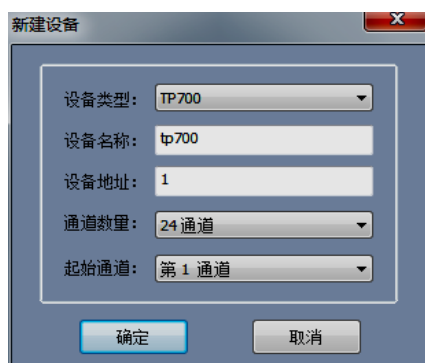 新建设备
设备类型： TP700
设备名称： tp700
设备地址： 1
通道数量： 24通道
起始通道： 第 1 通道
确定 取消